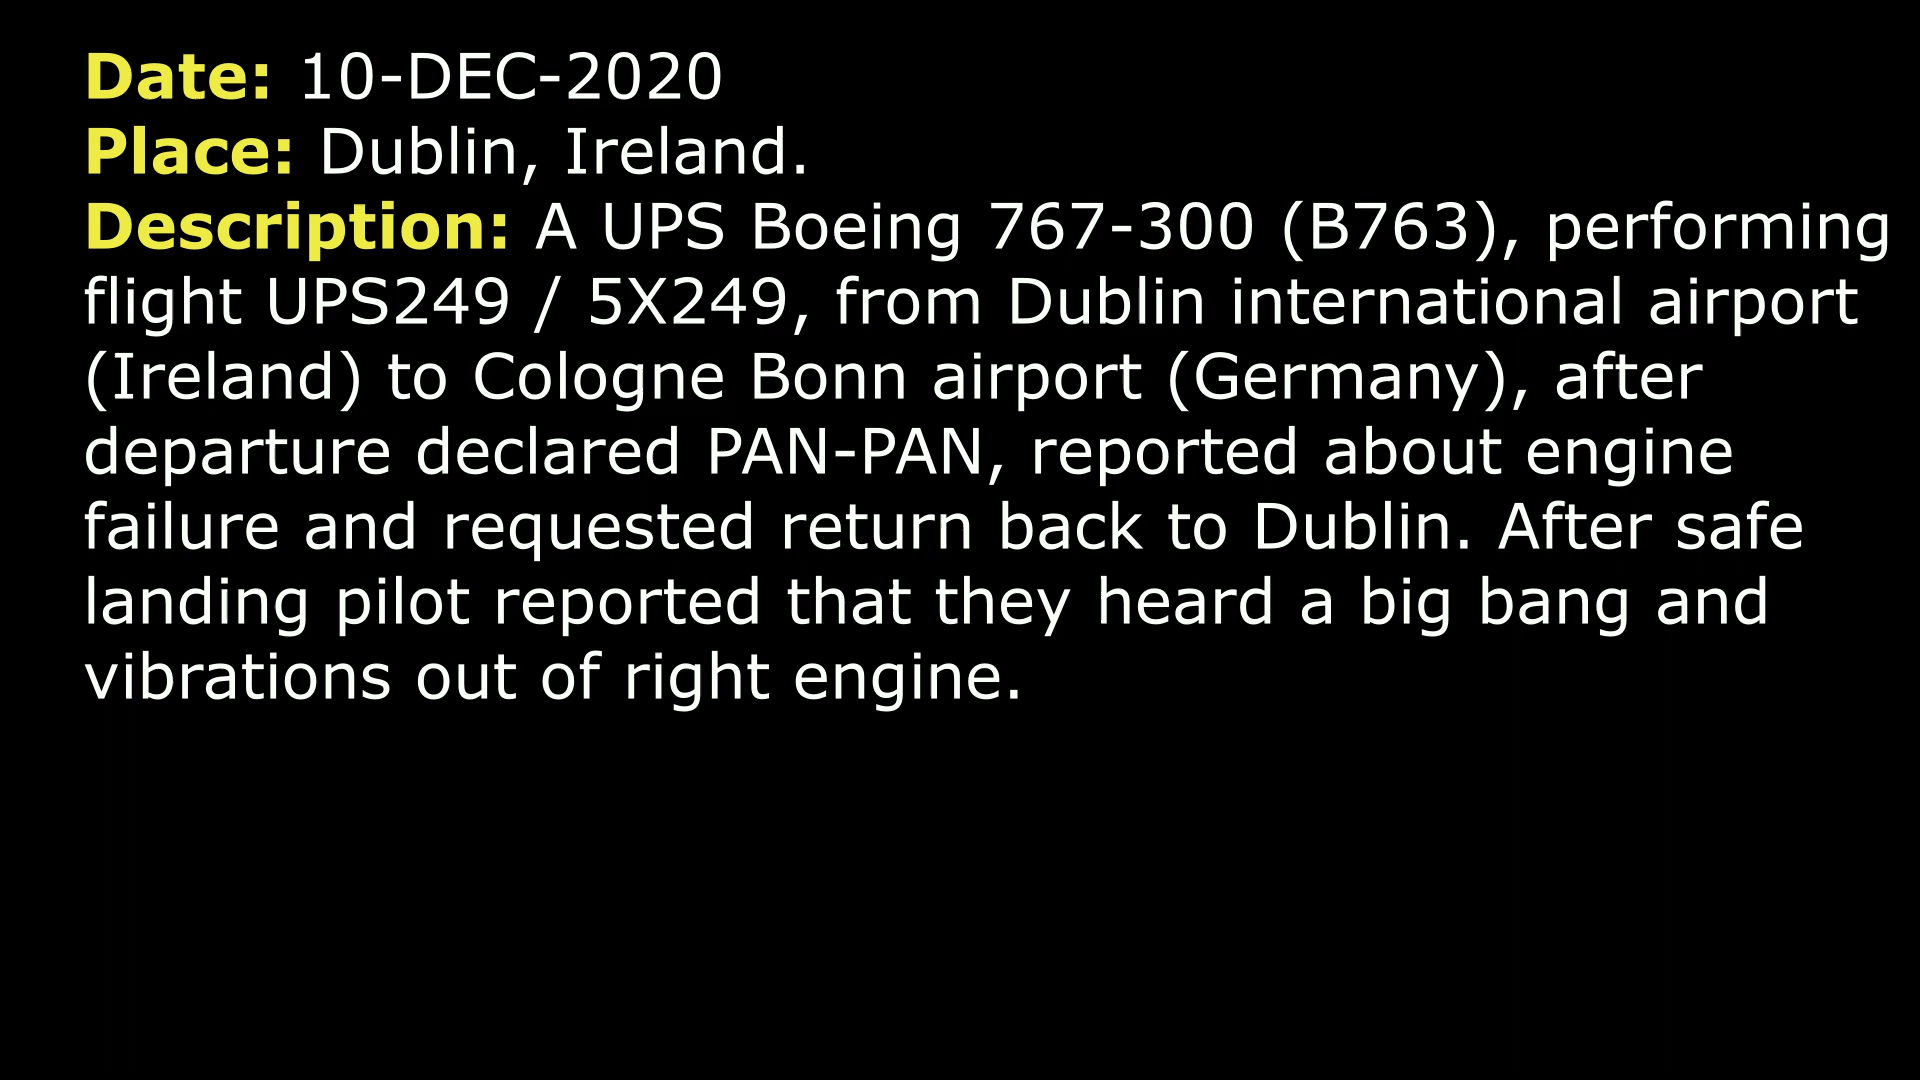 Date: 10-DEC-2020
Place: Dublin, Ireland.
Description: A UPS Boeing 767-300 (B763), performing
flight UPS249 / 5X249, from Dublin international airport
(Ireland) to Cologne Bonn airport (Germany), after
departure declared PAN-PAN, reported about engine
failure and requested return back to Dublin. After safe
landing pilot reported that they heard a big bang and
vibrations out of right engine.